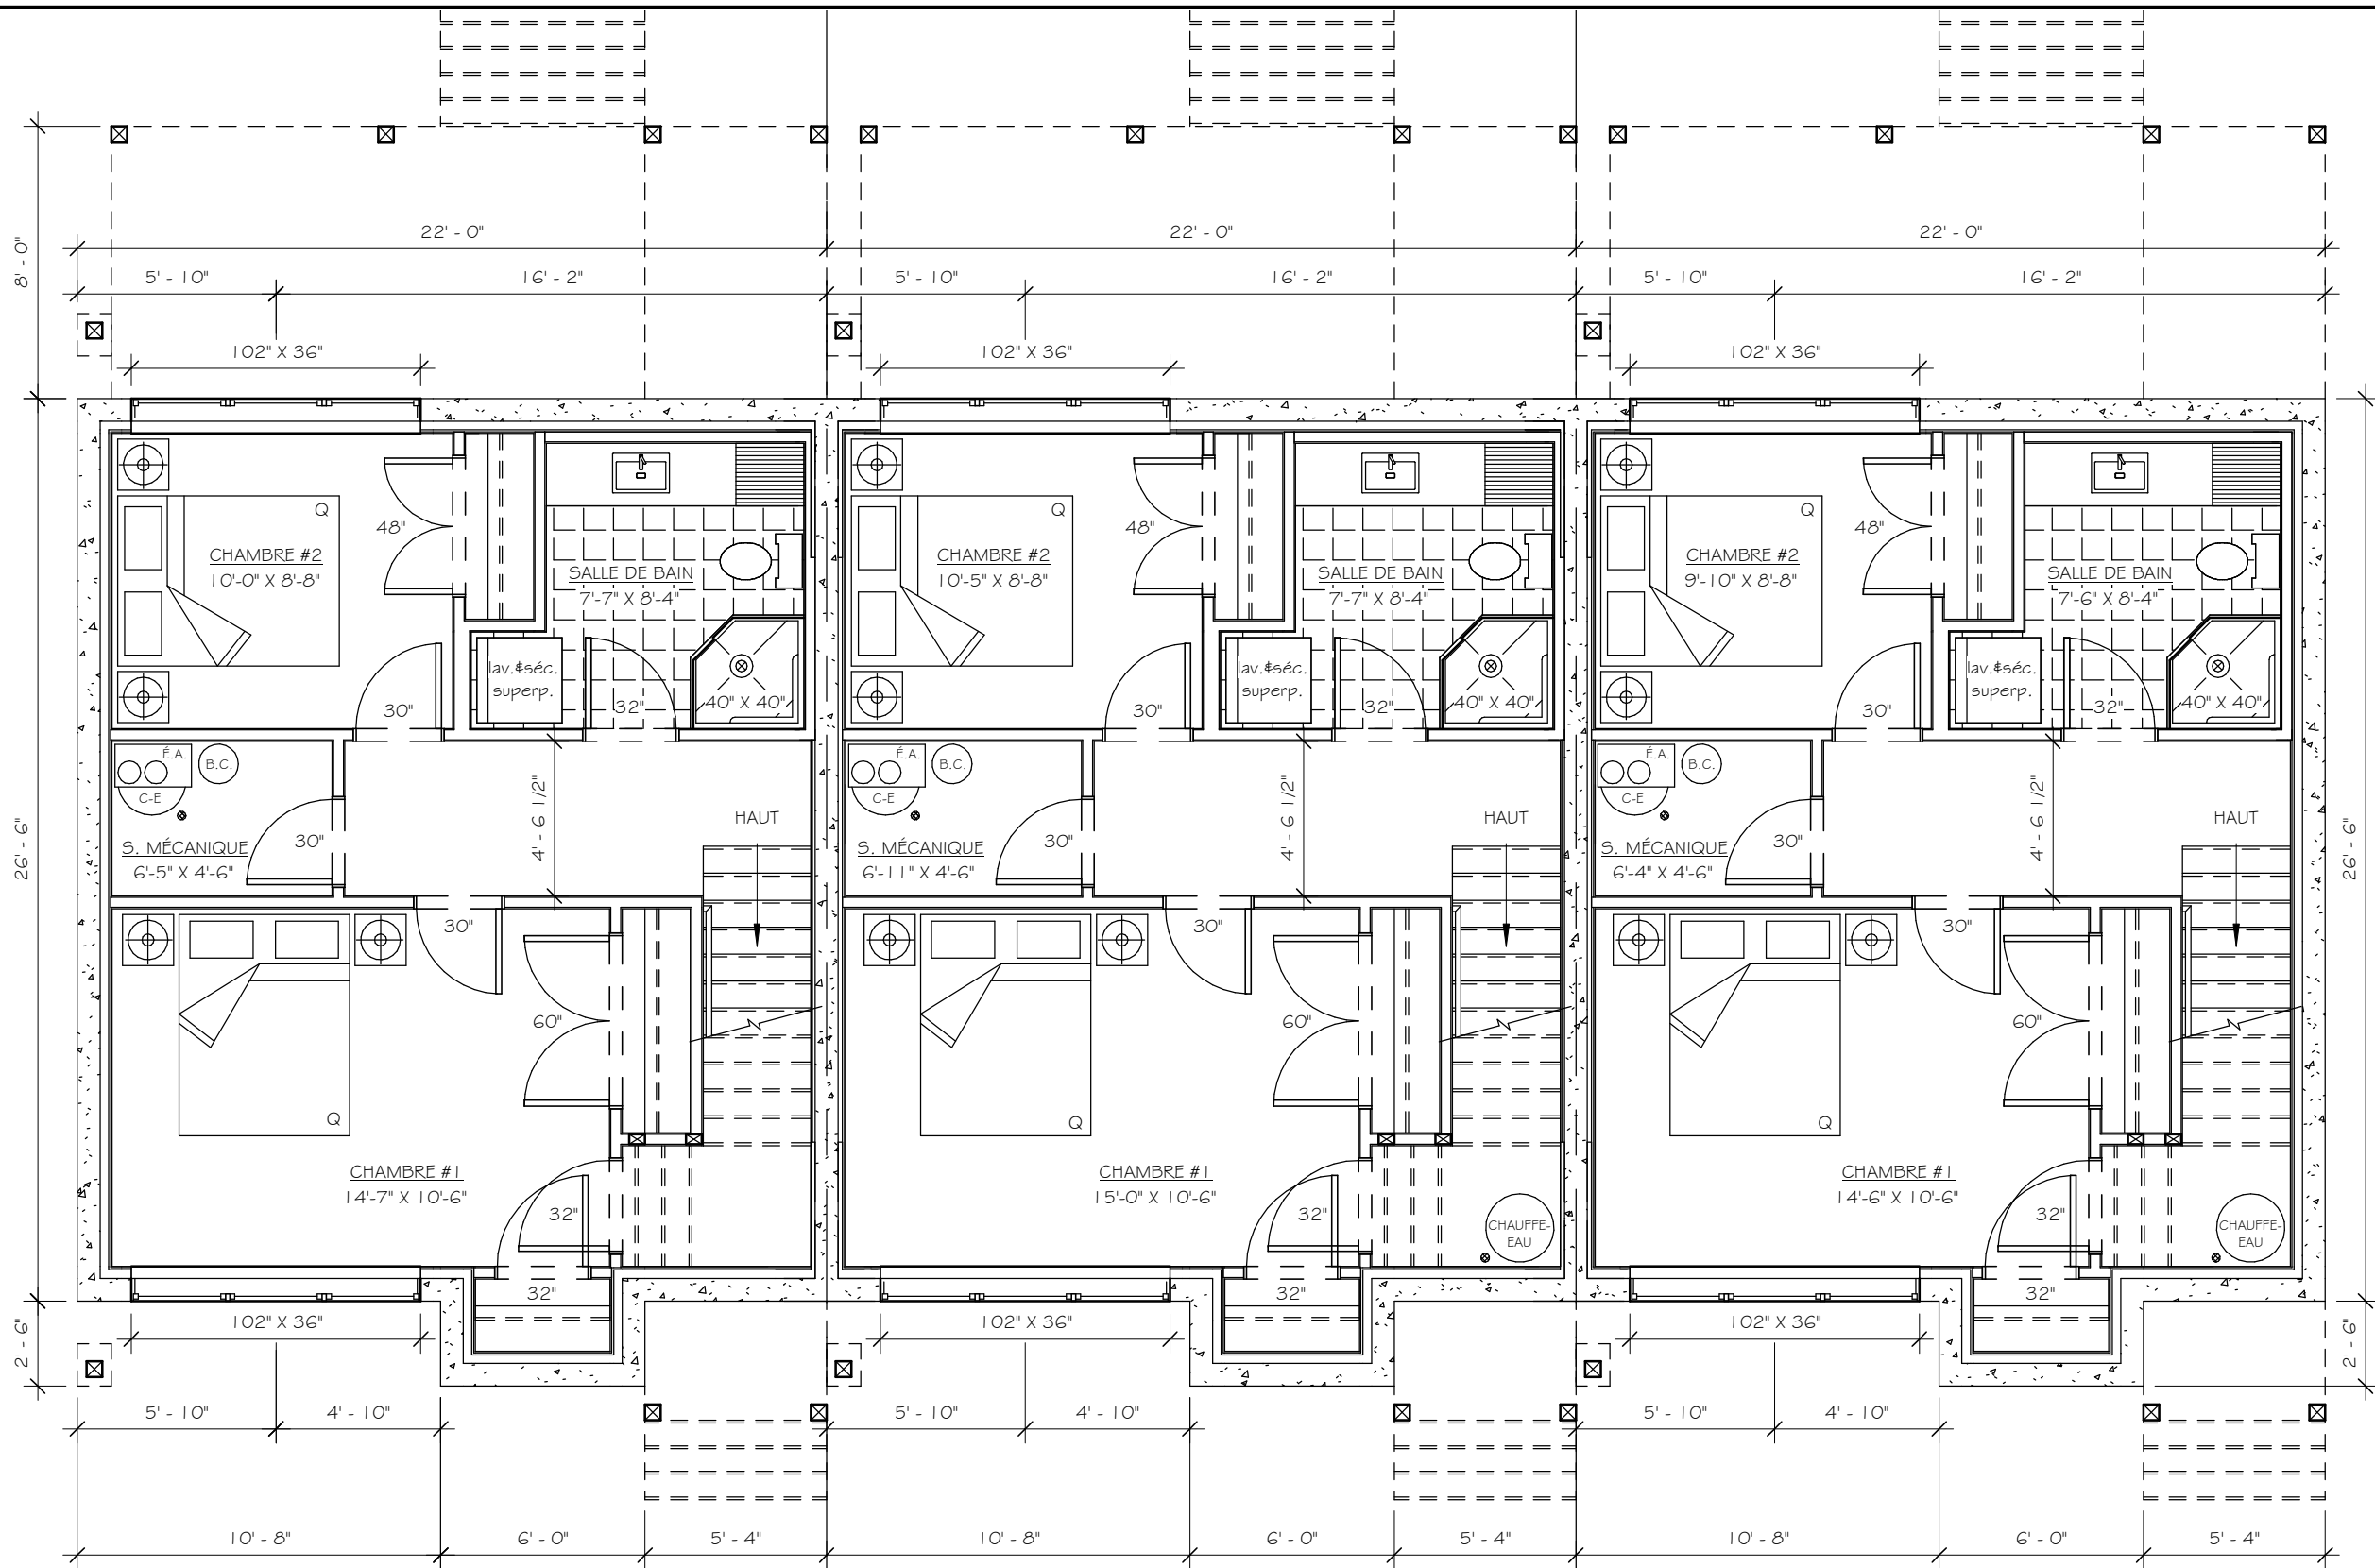 22' - 0" 22' - 0" 22' - 0"
8' - 0"
5' - 10" 16' - 2" 5' - 10" 16' - 2" 5' - 10" 16' - 2"
102" X 36" 102" X 36" 102" X 36"
Q Q Q
48" 48" 48"
CHAMBRE #2
10'-0" X 8'-8"
SALLE DE BAIN
7'-7" X 8'-4"
CHAMBRE #2
10'-5" X 8'-8"
SALLE DE BAIN
7'-7" X 8'-4"
CHAMBRE #2
9'-10" X 8'-8"
SALLE DE BAIN
7'-6" X 8'-4"
lav.&séc.
superp.
lav.&séc.
superp.
lav.&séc.
superp.
30" 32" 40" X 40" 30" 32" 40" X 40" 30" 32" 40" X 40"
É.A. B.C. É.A. B.C. É.A. B.C.
C-E C-E C-E
4' - 6 1/2" 4' - 6 1/2" 4' - 6 1/2"
HAUT HAUT HAUT
26' - 6" 26' - 6"
30" 30" 30"
S. MÉCANIQUE
6'-5" X 4'-6"
S. MÉCANIQUE
6'-11" X 4'-6"
S. MÉCANIQUE
6'-4" X 4'-6"
30" 30" 30"
60" 60" 60"
Q Q Q
CHAMBRE #1
14'-7" X 10'-6"
CHAMBRE #1
15'-0" X 10'-6"
CHAMBRE #1
14'-6" X 10'-6"
32" 32" 32"
CHAUFFE-
EAU
CHAUFFE-
EAU
32" 32" 32"
102" X 36" 102" X 36" 102" X 36"
2' - 6" 2' - 6"
5' - 10" 4' - 10" 5' - 10" 4' - 10" 5' - 10" 4' - 10"
10' - 8" 6' - 0" 5' - 4" 10' - 8" 6' - 0" 5' - 4" 10' - 8" 6' - 0" 5' - 4"